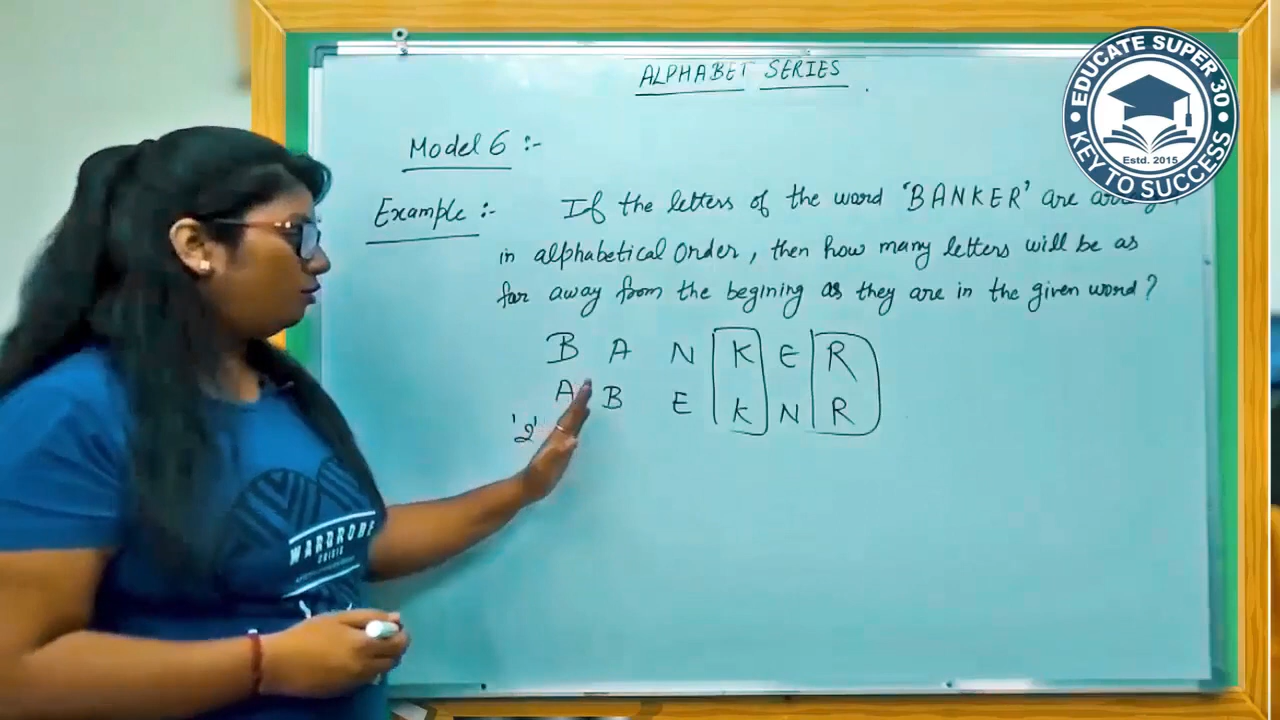 ALPHABET SERIES
EDUCATE SUPER 30
Estd. 2015
KEY TO SUCCESS
Model 6 :-
Example :- If the letters of the word 'BANKER' are
in alphabetical order, then how many letters will be as
far away from the begining as they are in the given word?
B A N K E R
A B E K N R
'2'
WARDROBE